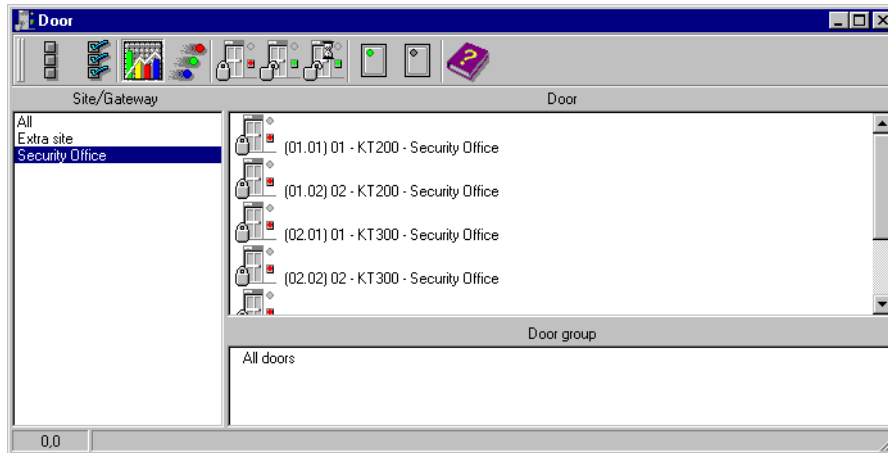 Door
Site/Gateway
Door
All
Extra site
Security Office
(01.01) 01 - KT200 - Security Office
(01.02) 02 - KT200 - Security Office
(02.01) 01 - KT300 - Security Office
(02.02) 02 - KT300 - Security Office
Door group
All doors
0,0